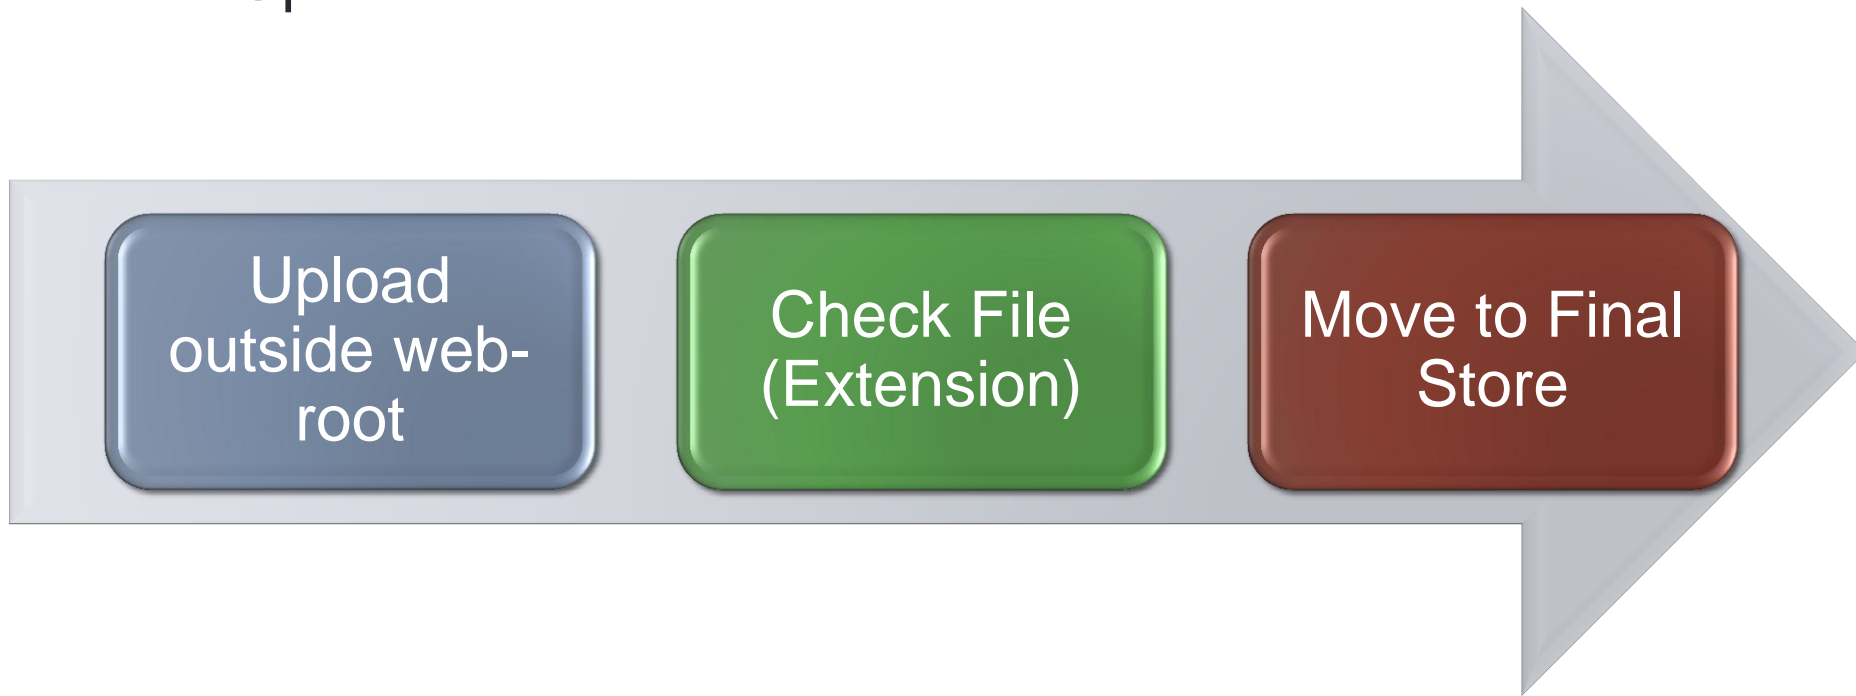 Upload
outside web-
root
Check File
(Extension)
Move to Final
Store